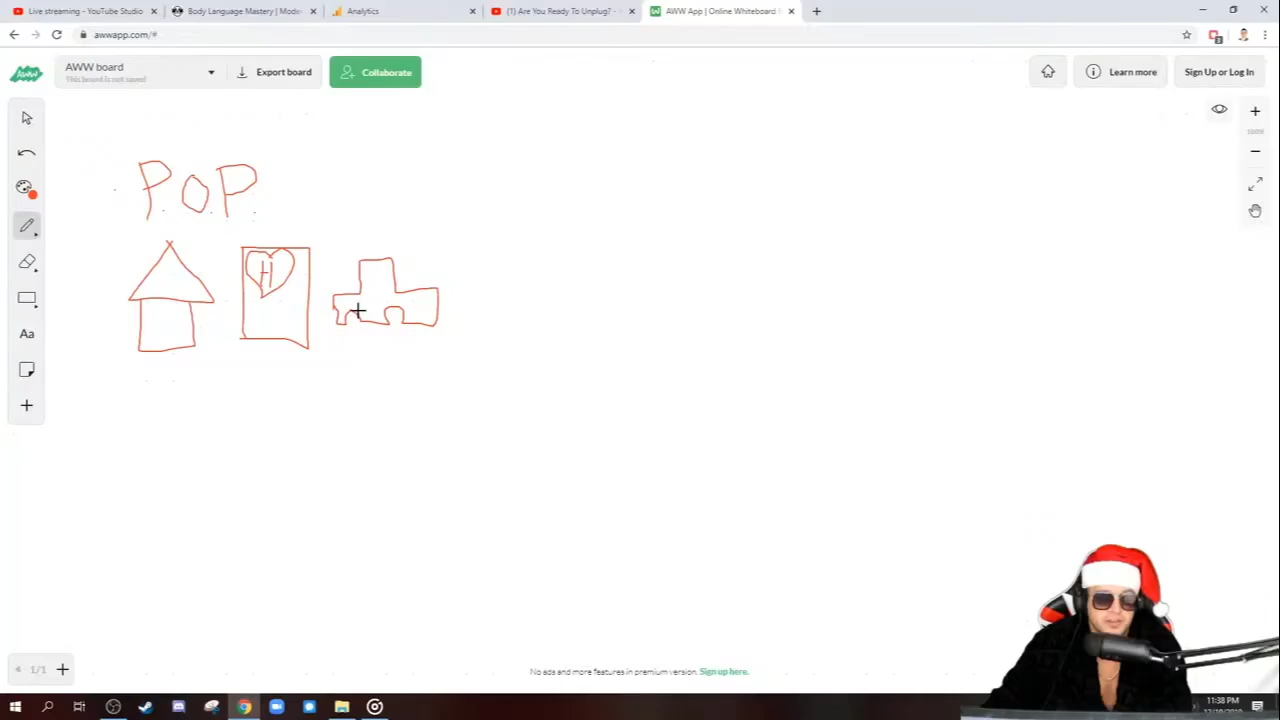 Live streaming - YouTube Studio
Body Language Mastery | Mode
Analytics
(1) Are You Ready To Unplug? -
AWW App | Online Whiteboard
awwapp.com/#
AWW
AWW board
This board is not saved
Export board
Collaborate
Learn more
Sign Up or Log In
100%
P.O.P.
H
Aa
1/1
No ads and more features in premium version. Sign up here.
11:38 PM